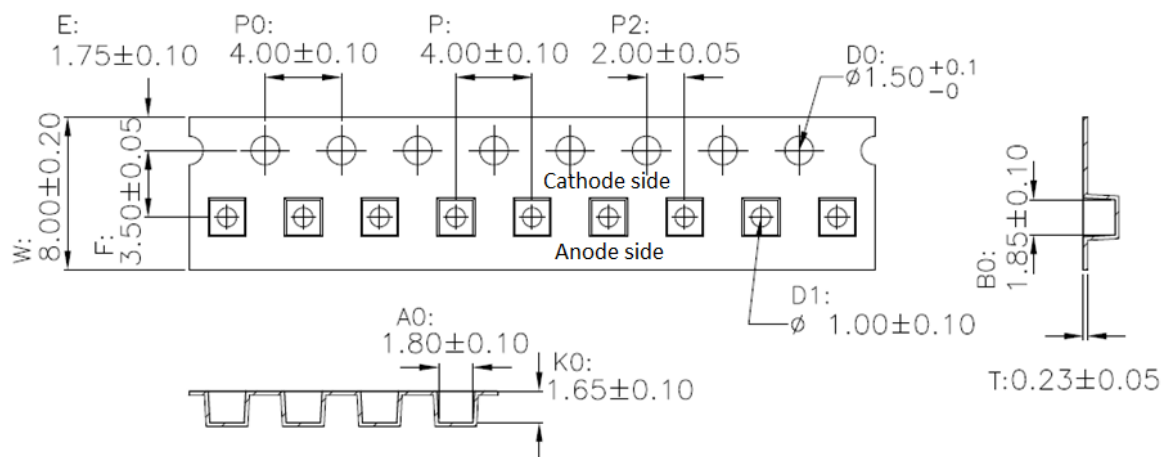 E:
1.75±0.10
P0:
4.00±0.10
P:
4.00±0.10
P2:
2.00±0.05
D0:
ø1.50 +0.1
-0
W:
8.00±0.20
F:
3.50±0.05
Cathode side
Anode side
B0:
1.85±0.10
D1:
ø 1.00±0.10
A0:
1.80±0.10
K0:
1.65±0.10
T:0.23±0.05